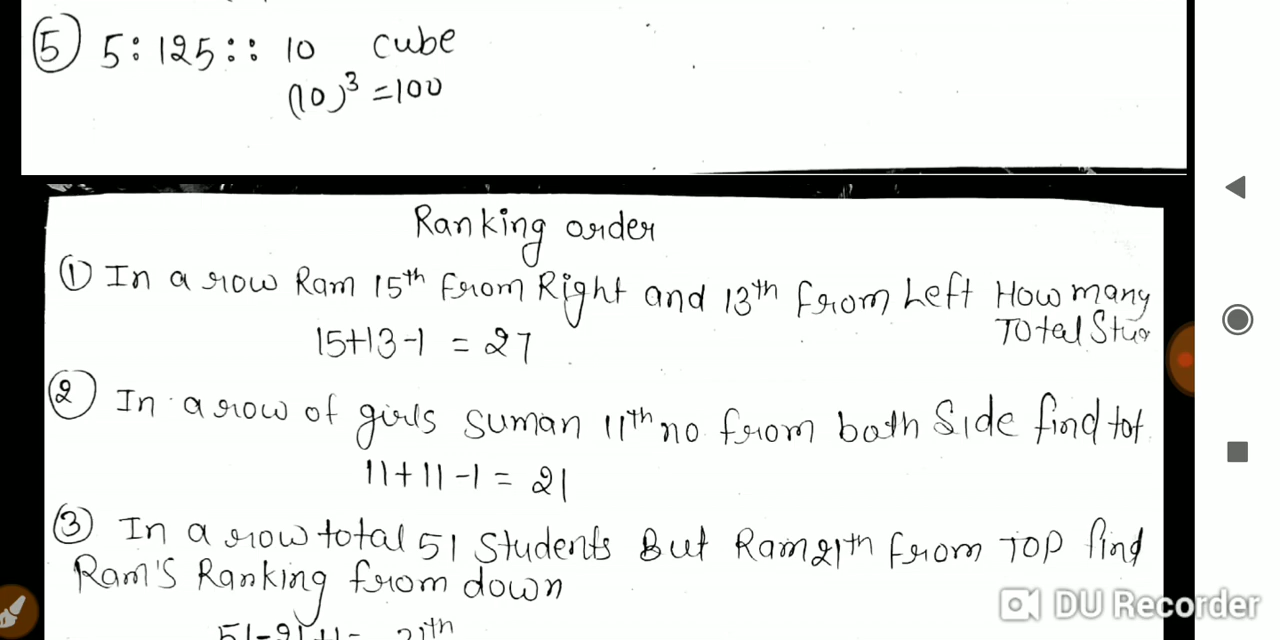 5 5 : 125 : : 10 cube
(10)³ = 100
Ranking order
1 In a row Ram 15th from Right and 13th from Left How many
Total Stu
15+13-1 = 27
2 In a row of girls suman 11th no from both Side find tot
11+11-1 = 21
3 In a row total 51 Students But Ram 21th from TOP find
Ram's Ranking from down
51-21+1=
DU Recorder